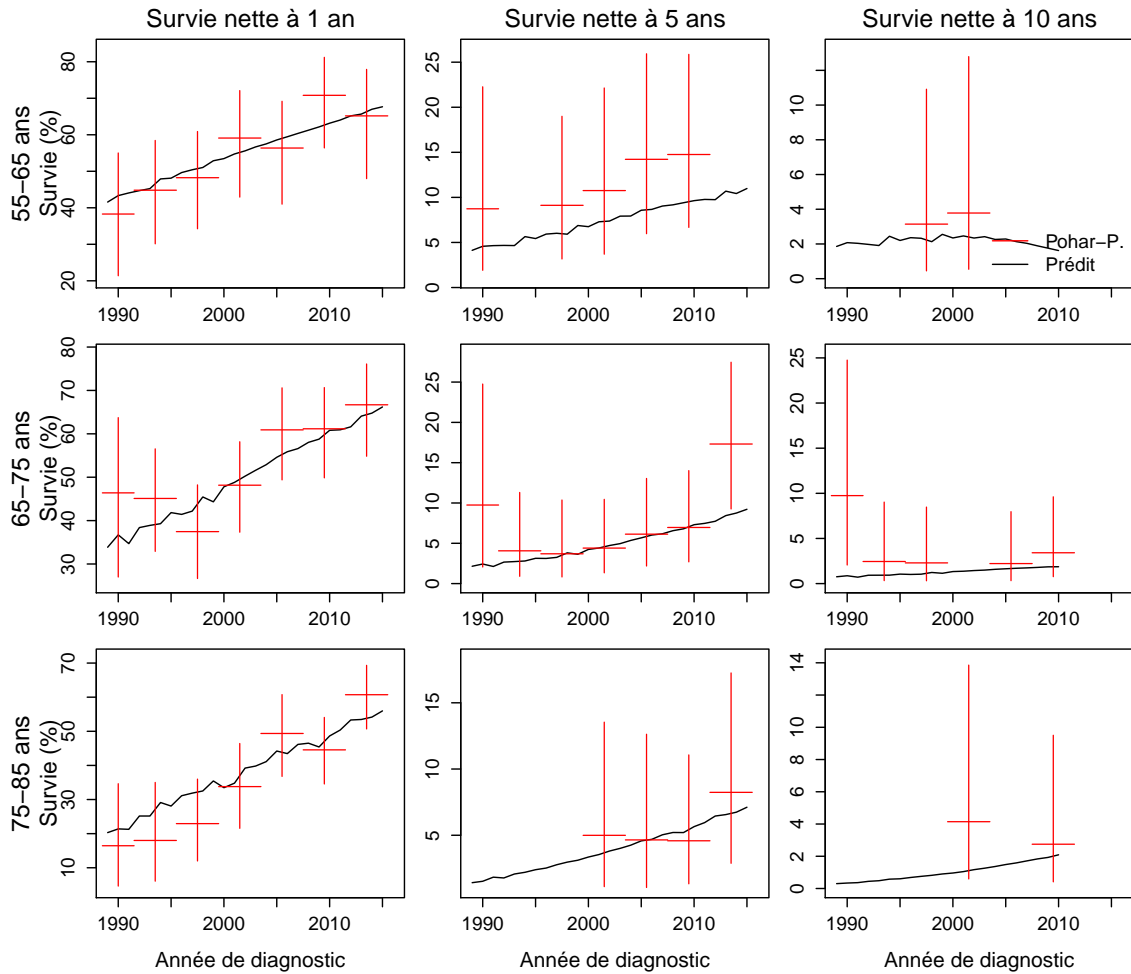 Survie nette à 1 an
Survie nette à 5 ans
Survie nette à 10 ans
55−65 ans
Survie (%)
20 40 60 80
1990 2000 2010
0 5 10 15 20 25
1990 2000 2010
0 2 4 6 8 10 12
1990 2000 2010
Pohar−P.
Prédit
65−75 ans
Survie (%)
30 40 50 60 70 80
1990 2000 2010
0 5 10 15 20 25
1990 2000 2010
0 5 10 15 20 25
1990 2000 2010
75−85 ans
Survie (%)
10 30 50 70
1990 2000 2010
5 10 15
1990 2000 2010
0 2 4 6 8 10 14
1990 2000 2010
Année de diagnostic
Année de diagnostic
Année de diagnostic